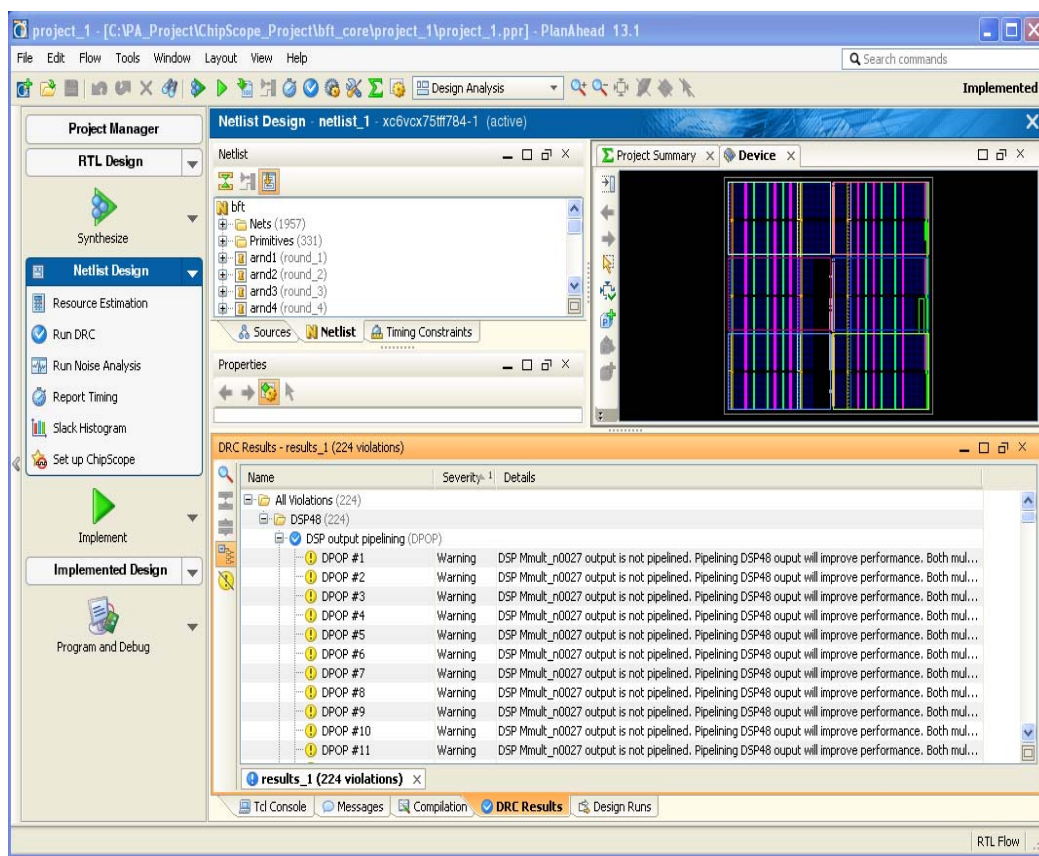 project_1 - [C:\PA_Project\ChipScope_Project\bft_core\project_1\project_1.ppr] - PlanAhead 13.1
File Edit Flow Tools Window Layout View Help
Search commands
Design Analysis
Implemented
Project Manager
RTL Design
Synthesize
Netlist Design
Resource Estimation
Run DRC
Run Noise Analysis
Report Timing
Slack Histogram
Set up ChipScope
Implement
Implemented Design
Program and Debug
Netlist Design - netlist_1 - xc6vcx75tff784-1 (active)
Netlist
bft
Nets (1957)
Primitives (331)
arnd1 (round_1)
arnd2 (round_2)
arnd3 (round_3)
arnd4 (round_4)
Sources Netlist Timing Constraints
Properties
Project Summary Device
DRC Results - results_1 (224 violations)
Name Severity 1 Details
All Violations (224)
DSP48 (224)
DSP output pipelining (DPOP)
DPOP #1 Warning DSP Mmult_n0027 output is not pipelined. Pipelining DSP48 ouput will improve performance. Both mul...
DPOP #2 Warning DSP Mmult_n0027 output is not pipelined. Pipelining DSP48 ouput will improve performance. Both mul...
DPOP #3 Warning DSP Mmult_n0027 output is not pipelined. Pipelining DSP48 ouput will improve performance. Both mul...
DPOP #4 Warning DSP Mmult_n0027 output is not pipelined. Pipelining DSP48 ouput will improve performance. Both mul...
DPOP #5 Warning DSP Mmult_n0027 output is not pipelined. Pipelining DSP48 ouput will improve performance. Both mul...
DPOP #6 Warning DSP Mmult_n0027 output is not pipelined. Pipelining DSP48 ouput will improve performance. Both mul...
DPOP #7 Warning DSP Mmult_n0027 output is not pipelined. Pipelining DSP48 ouput will improve performance. Both mul...
DPOP #8 Warning DSP Mmult_n0027 output is not pipelined. Pipelining DSP48 ouput will improve performance. Both mul...
DPOP #9 Warning DSP Mmult_n0027 output is not pipelined. Pipelining DSP48 ouput will improve performance. Both mul...
DPOP #10 Warning DSP Mmult_n0027 output is not pipelined. Pipelining DSP48 ouput will improve performance. Both mul...
DPOP #11 Warning DSP Mmult_n0027 output is not pipelined. Pipelining DSP48 ouput will improve performance. Both mul...
results_1 (224 violations)
Tcl Console Messages Compilation DRC Results Design Runs
RTL Flow